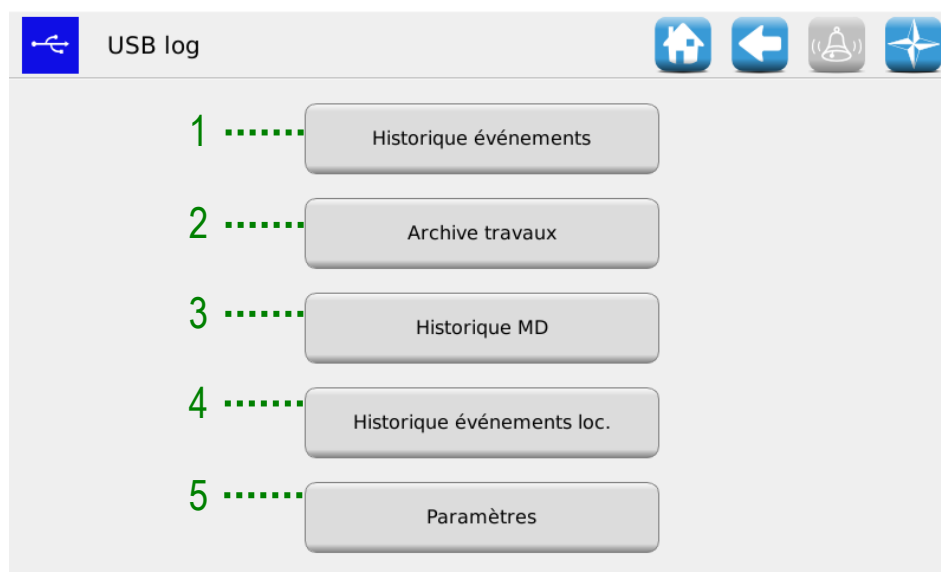 USB log
1 Historique événements
2 Archive travaux
3 Historique MD
4 Historique événements loc.
5 Paramètres